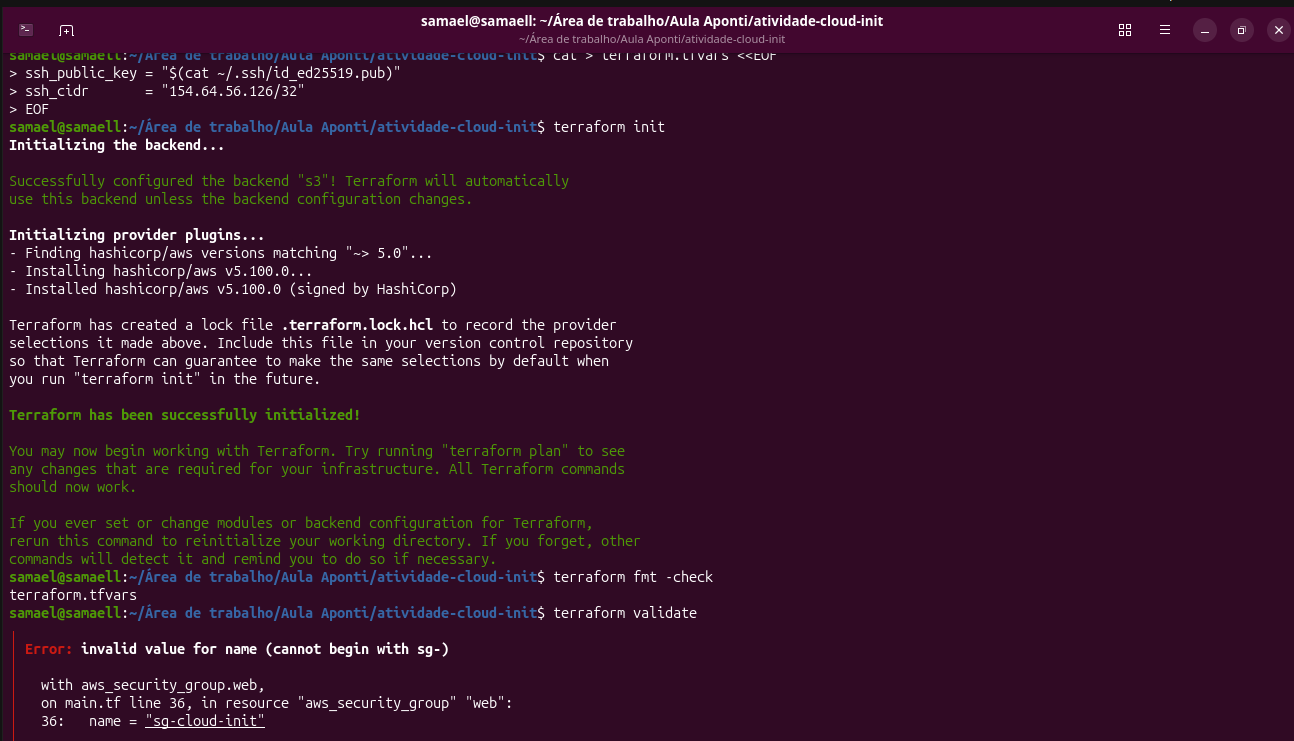 samael@samaell: ~/Área de trabalho/Aula Aponti/atividade-cloud-init
~/Área de trabalho/Aula Aponti/atividade-cloud-init
samael@samaell:~/Área de trabalho/Aula Aponti/atividade-cloud-init$ cat > terraform.tfvars <<EOF
> ssh_public_key = "$(cat ~/.ssh/id_ed25519.pub)"
> ssh_cidr       = "154.64.56.126/32"
> EOF
samael@samaell:~/Área de trabalho/Aula Aponti/atividade-cloud-init$ terraform init
Initializing the backend...
Successfully configured the backend "s3"! Terraform will automatically
use this backend unless the backend configuration changes.
Initializing provider plugins...
- Finding hashicorp/aws versions matching "~> 5.0"...
- Installing hashicorp/aws v5.100.0...
- Installed hashicorp/aws v5.100.0 (signed by HashiCorp)
Terraform has created a lock file .terraform.lock.hcl to record the provider
selections it made above. Include this file in your version control repository
so that Terraform can guarantee to make the same selections by default when
you run "terraform init" in the future.
Terraform has been successfully initialized!
You may now begin working with Terraform. Try running "terraform plan" to see
any changes that are required for your infrastructure. All Terraform commands
should now work.
If you ever set or change modules or backend configuration for Terraform,
rerun this command to reinitialize your working directory. If you forget, other
commands will detect it and remind you to do so if necessary.
samael@samaell:~/Área de trabalho/Aula Aponti/atividade-cloud-init$ terraform fmt -check
terraform.tfvars
samael@samaell:~/Área de trabalho/Aula Aponti/atividade-cloud-init$ terraform validate
Error: invalid value for name (cannot begin with sg-)
with aws_security_group.web,
on main.tf line 36, in resource "aws_security_group" "web":
36:   name = "sg-cloud-init"